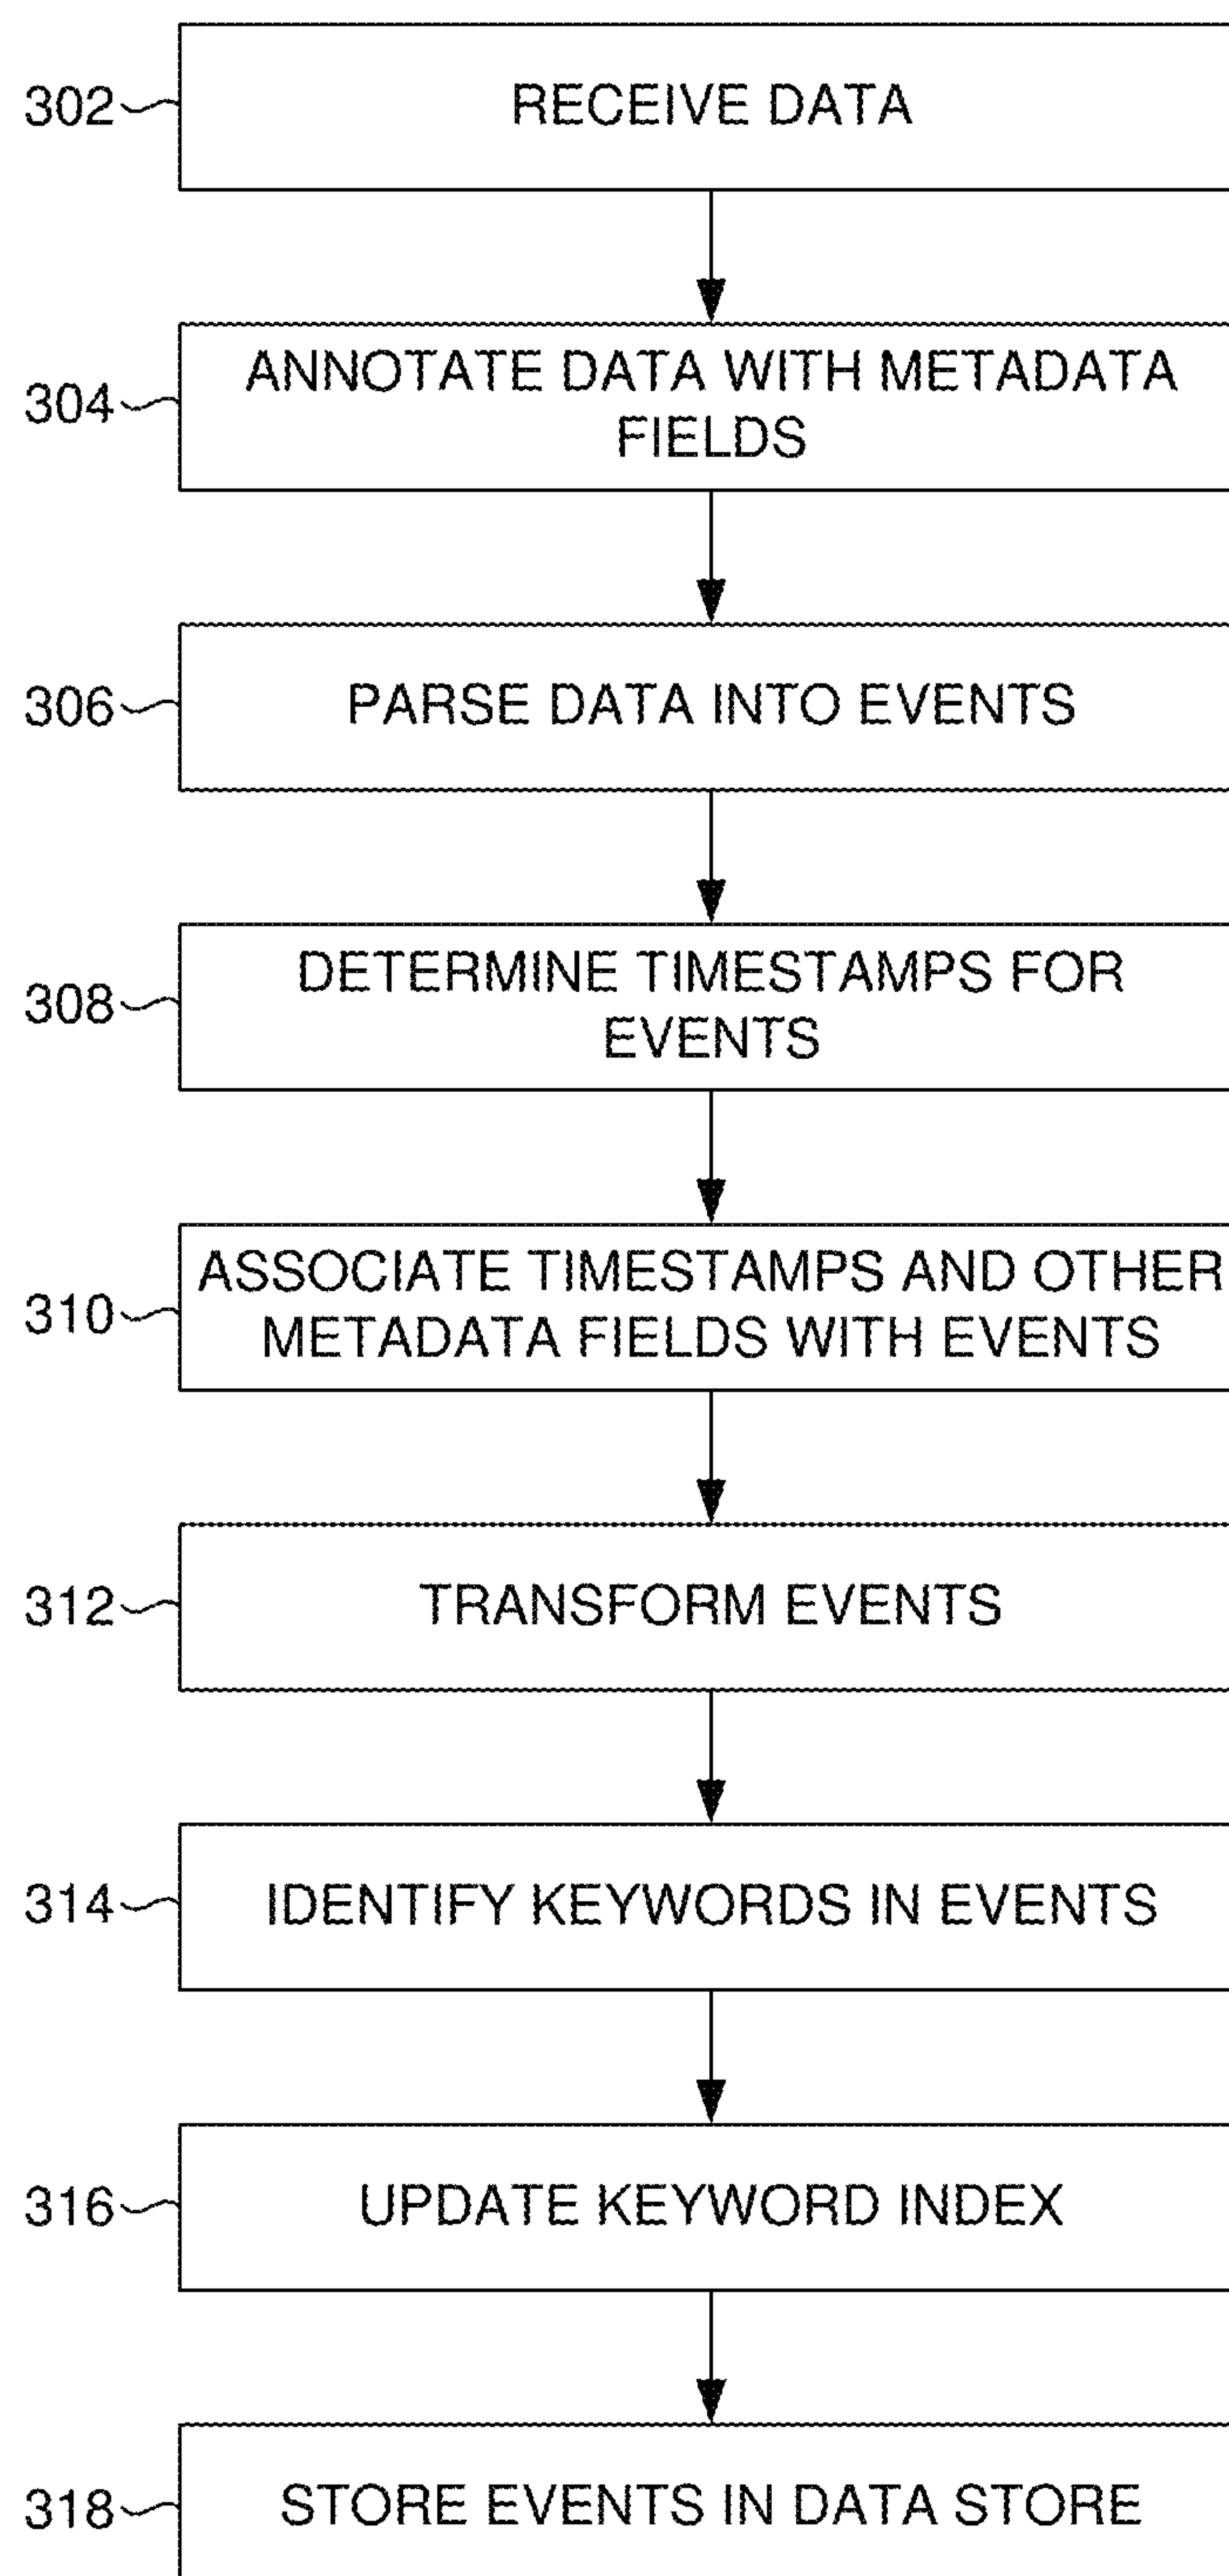 302
RECEIVE DATA
304
ANNOTATE DATA WITH METADATA
FIELDS
306
PARSE DATA INTO EVENTS
308
DETERMINE TIMESTAMPS FOR
EVENTS
310
ASSOCIATE TIMESTAMPS AND OTHER
METADATA FIELDS WITH EVENTS
312
TRANSFORM EVENTS
314
IDENTIFY KEYWORDS IN EVENTS
316
UPDATE KEYWORD INDEX
318
STORE EVENTS IN DATA STORE